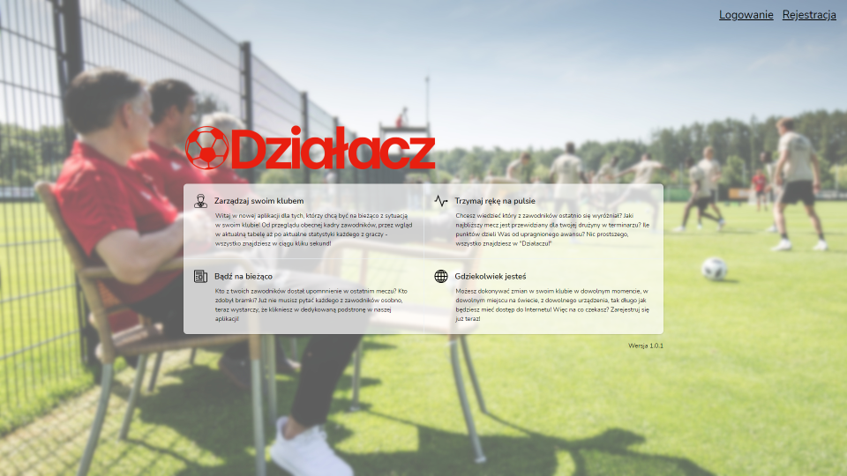 Logowanie Rejestracja
Działacz
Zarządzaj swoim klubem
Witaj w nowej aplikacji dla tych, którzy chcą być na bieżąco z sytuacją
w swoim klubie! Od przeglądu obecnej kadry zawodników, przez wgląd
w aktualną tabelę aż po aktualne statystyki każdego z graczy -
wszystko znajdziesz w ciągu kliku sekund!
Trzymaj rękę na pulsie
Chcesz wiedzieć który z zawodników ostatnio się wyróżniał? Jaki
najbliższy mecz jest przewidziany dla twojej drużyny w terminarzu? Ile
punktów dzieli Was od upragnionego awansu? Nic prostszego,
wszystko znajdziesz w "Działaczu!"
Bądź na bieżąco
Kto z twoich zawodników dostał upomnienie w ostatnim meczu? Kto
zdobył bramki? Już nie musisz pytać każdego z zawodników osobno,
teraz wystarczy, że klikniesz w dedykowaną podstronę w naszej
aplikacji!
Gdziekolwiek jesteś
Możesz dokonywać zmian w swoim klubie w dowolnym momencie, w
dowolnym miejscu na świecie, z dowolnego urządzenia, tak długo jak
będziesz mieć dostęp do Internetu! Więc na co czekasz? Zarejestruj się
już teraz!
Wersja 1.0.1